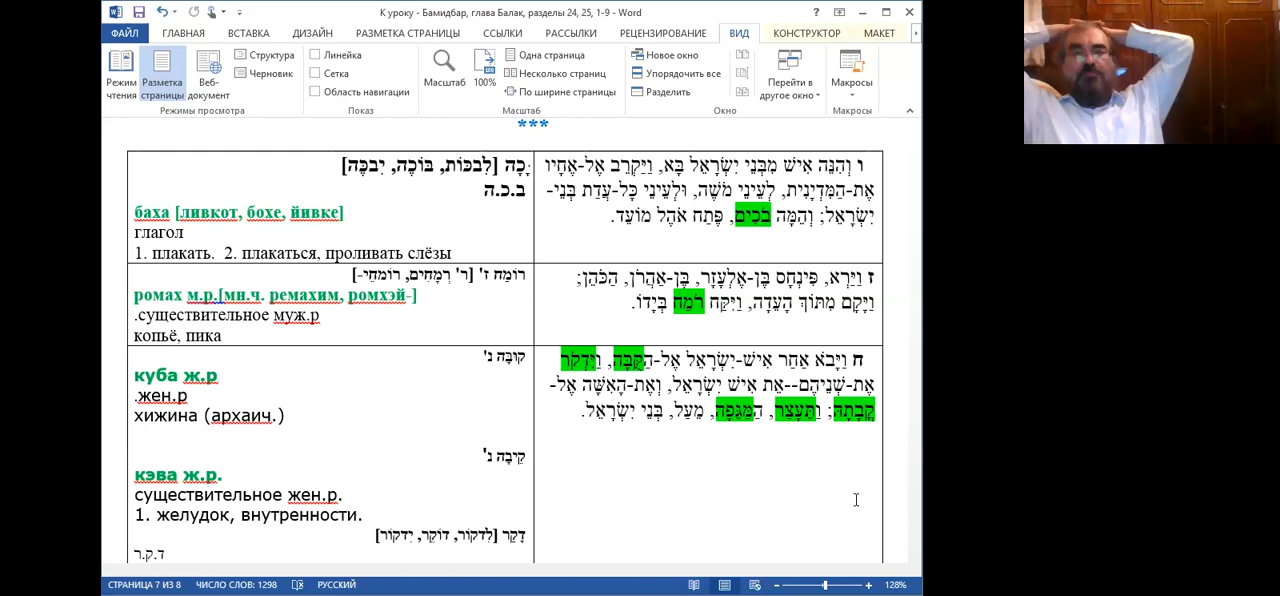 К уроку - Бамидбар, глава Балак, разделы 24, 25, 1-9 - Word
ФАЙЛ ГЛАВНАЯ ВСТАВКА ДИЗАЙН РАЗМЕТКА СТРАНИЦЫ ССЫЛКИ РАССЫЛКИ РЕЦЕНЗИРОВАНИЕ ВИД КОНСТРУКТОР МАКЕТ
Режим чтения
Разметка страницы
Веб-документ
Структура
Черновик
Режимы просмотра
Линейка
Сетка
Область навигации
Показ
Масштаб
100%
Одна страница
Несколько страниц
По ширине страницы
Масштаб
Новое окно
Упорядочить все
Разделить
Перейти в другое окно
Окно
Макросы
Макросы
***
ו וְהִנֵּה אִישׁ מִבְּנֵי יִשְׂרָאֵל בָּא, וַיַּקְרֵב אֶל-אֶחָיו
אֶת-הַמִּדְיָנִית, לְעֵינֵי מֹשֶׁה, וּלְעֵינֵי כָּל-עֲדַת בְּנֵי-
יִשְׂרָאֵל; וְהֵמָּה בֹכִים, פֶּתַח אֹהֶל מוֹעֵד.
כָה [לִבכּוֹת, בּוֹכֶה, יִבכֶּה]
ב.כ.ה
баха [ливкот, бохе, йивке]
глагол
1. плакать. 2. плакаться, проливать слёзы
ז וַיַּרְא, פִּינְחָס בֶּן-אֶלְעָזָר, בֶּן-אַהֲרֹן, הַכֹּהֵן;
וַיָּקָם מִתּוֹךְ הָעֵדָה, וַיִּקַּח רֹמַח בְּיָדוֹ.
רוֹמַח ז' [ר' רְמָחִים, רוֹמחֵי-]
ромах м.р.[мн.ч. ремахим, ромхэй-]
.существительное муж.р
копьё, пика
ח וַיָּבֹא אַחַר אִישׁ-יִשְׂרָאֵל אֶל-הַקֻּבָּה, וַיִּדְקֹר
אֶת-שְׁנֵיהֶם--אֵת אִישׁ יִשְׂרָאֵל, וְאֶת-הָאִשָּׁה אֶל-
קֳבָתָהּ; וַתֵּעָצַר, הַמַּגֵּפָה, מֵעַל, בְּנֵי יִשְׂרָאֵל.
קוּבָּה נ'
куба ж.р
.жен.р
хижина (архаич.)
קֵיבָה נ'
кэва ж.р.
существительное жен.р.
1. желудок, внутренности.
דָקַר [לִדקוֹר, דוֹקֵר, יִדקוֹר]
ד.ק.ר
СТРАНИЦА 7 ИЗ 8 ЧИСЛО СЛОВ: 1298 РУССКИЙ 128%